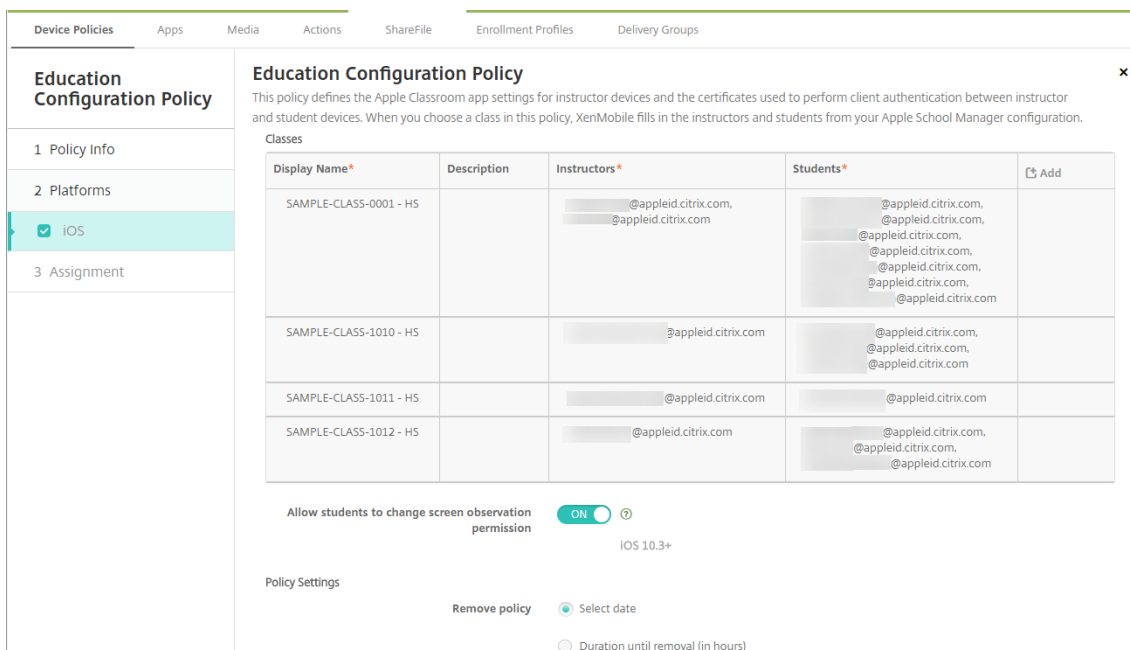 Device Policies Apps Media Actions ShareFile Enrollment Profiles Delivery Groups
Education
Configuration Policy
1 Policy Info
2 Platforms
iOS
3 Assignment
Education Configuration Policy
×
This policy defines the Apple Classroom app settings for instructor devices and the certificates used to perform client authentication between instructor
and student devices. When you choose a class in this policy, XenMobile fills in the instructors and students from your Apple School Manager configuration.
Classes
Display Name* Description Instructors* Students* Add
SAMPLE-CLASS-0001 - HS
@appleid.citrix.com,
@appleid.citrix.com
@appleid.citrix.com,
@appleid.citrix.com,
@appleid.citrix.com,
@appleid.citrix.com,
@appleid.citrix.com,
@appleid.citrix.com,
@appleid.citrix.com
SAMPLE-CLASS-1010 - HS
@appleid.citrix.com
@appleid.citrix.com,
@appleid.citrix.com,
@appleid.citrix.com
SAMPLE-CLASS-1011 - HS
@appleid.citrix.com
@appleid.citrix.com
SAMPLE-CLASS-1012 - HS
@appleid.citrix.com
@appleid.citrix.com,
@appleid.citrix.com,
@appleid.citrix.com
Allow students to change screen observation
permission
ON
?
iOS 10.3+
Policy Settings
Remove policy
Select date
Duration until removal (in hours)